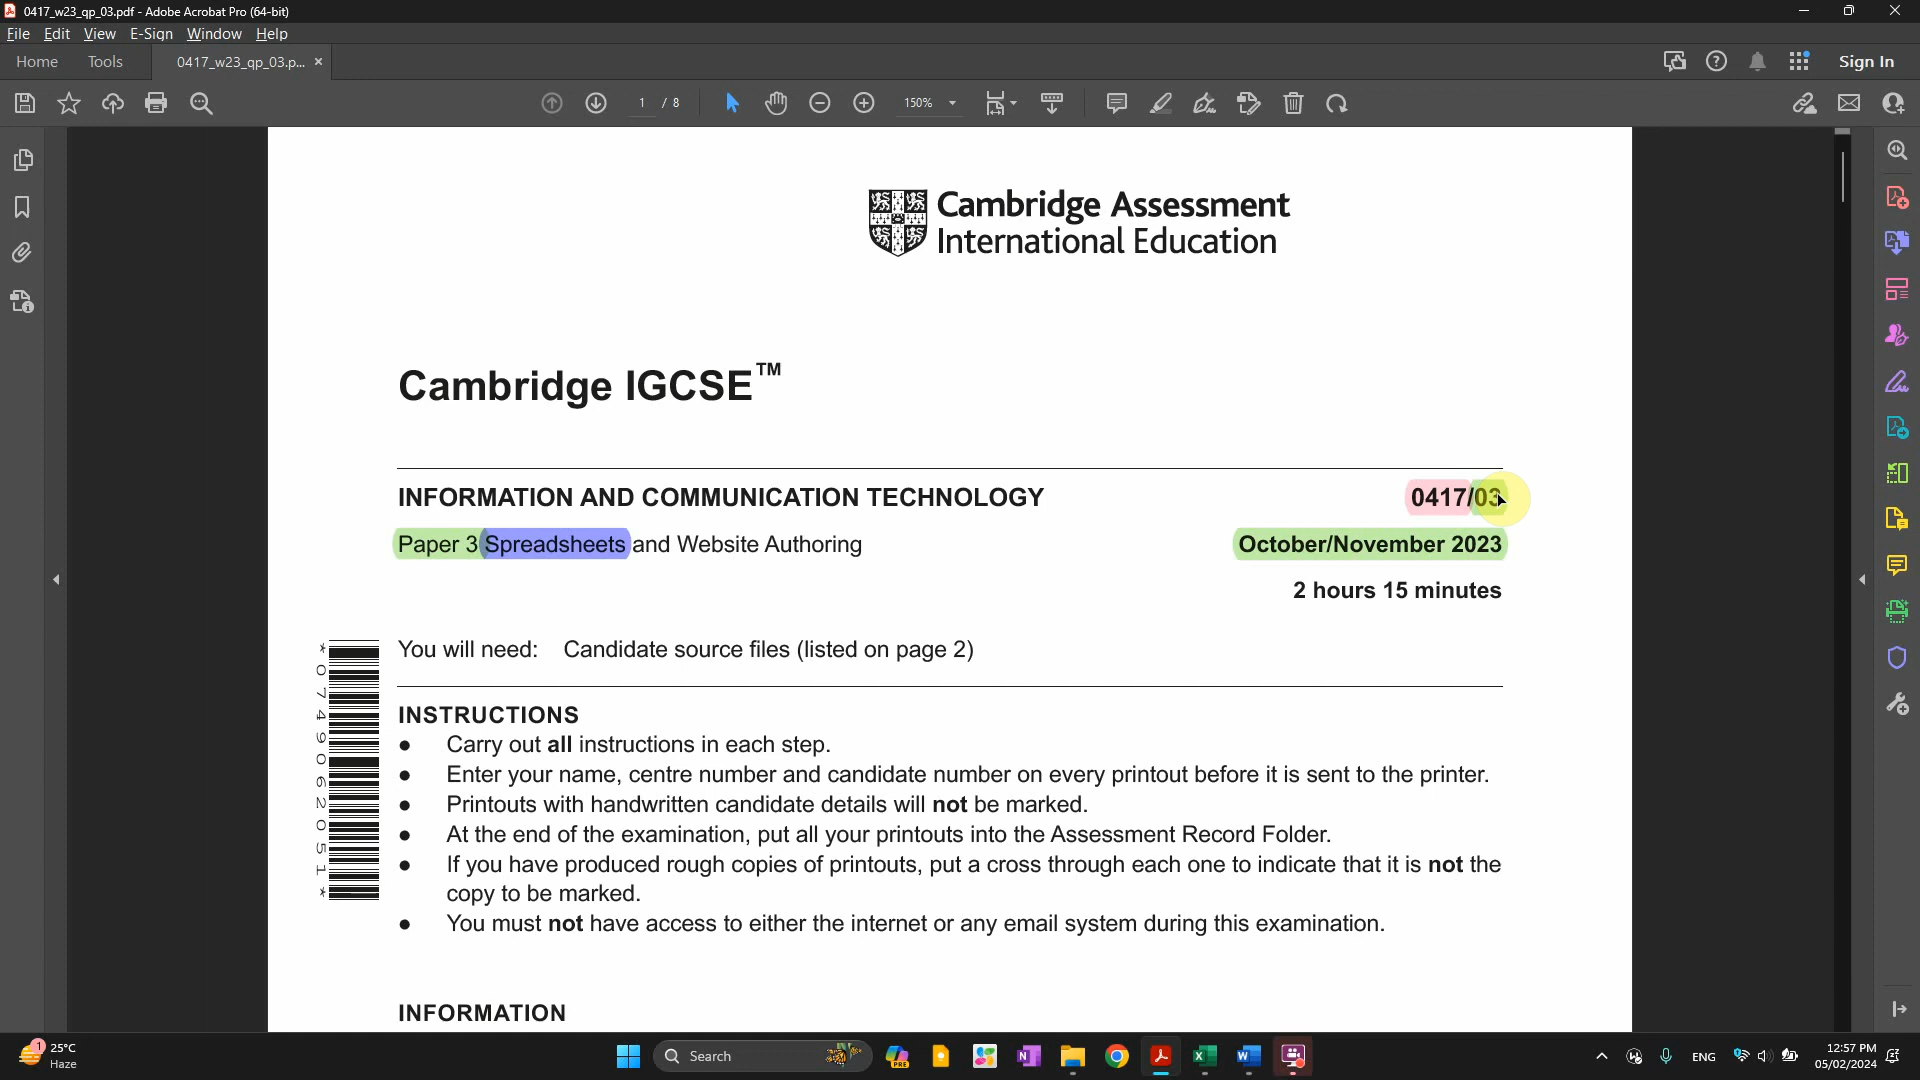 0417_w23_qp_03.pdf - Adobe Acrobat Pro (64-bit)
File Edit View E-Sign Window Help
Home Tools 0417_w23_qp_03.p... × Sign In
1 / 8 150%
Cambridge Assessment
International Education
Cambridge IGCSE™
INFORMATION AND COMMUNICATION TECHNOLOGY 0417/03
Paper 3 Spreadsheets and Website Authoring October/November 2023
2 hours 15 minutes
You will need: Candidate source files (listed on page 2)
INSTRUCTIONS
● Carry out all instructions in each step.
● Enter your name, centre number and candidate number on every printout before it is sent to the printer.
● Printouts with handwritten candidate details will not be marked.
● At the end of the examination, put all your printouts into the Assessment Record Folder.
● If you have produced rough copies of printouts, put a cross through each one to indicate that it is not the
copy to be marked.
● You must not have access to either the internet or any email system during this examination.
INFORMATION
*0749062051*
1 25°C
Haze
Search
PRE
ENG
12:57 PM
05/02/2024